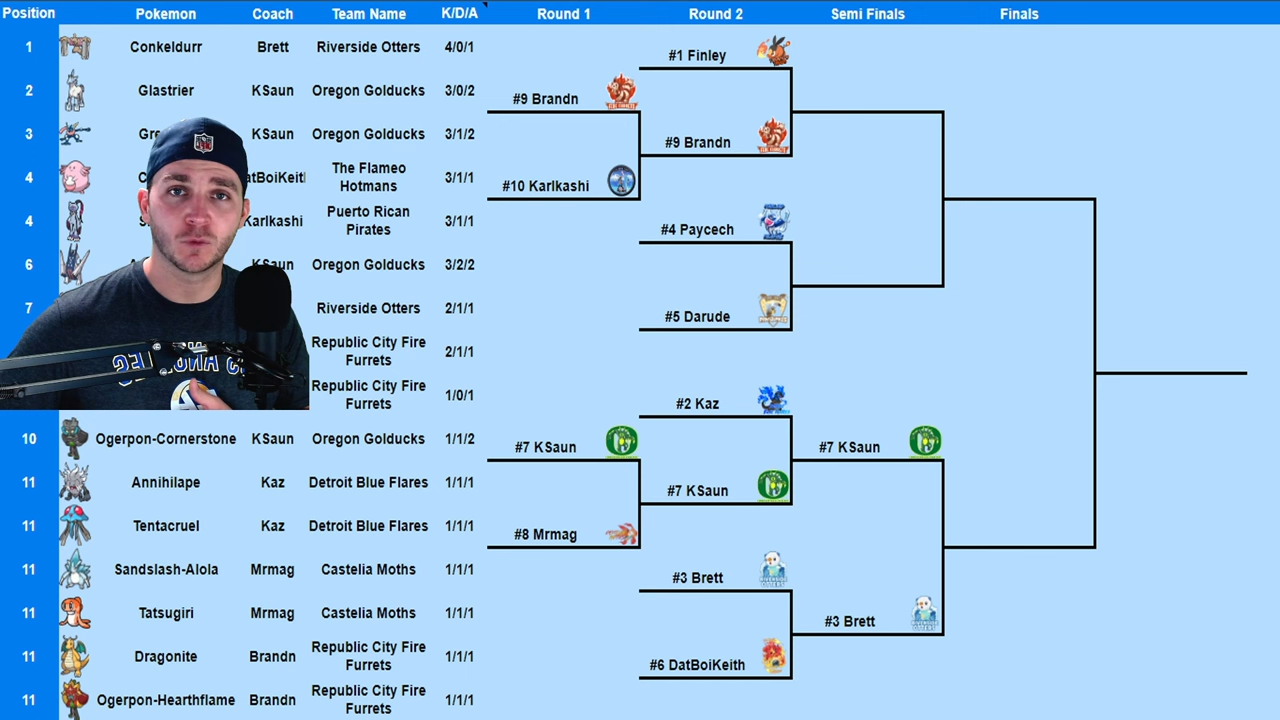 Position Pokemon Coach Team Name K/D/A Round 1 Round 2 Semi Finals Finals
1 Conkeldurr Brett Riverside Otters 4/0/1
#1 Finley
2 Glastrier KSaun Oregon Golducks 3/0/2
#9 Brandn
3 Gre KSaun Oregon Golducks 3/1/2
#9 Brandn
4 The Flameo Hotmans 3/1/1
#10 Karlkashi
4 Karlkashi Puerto Rican Pirates 3/1/1
#4 Paycech
6 KSaun Oregon Golducks 3/2/2
7 Riverside Otters 2/1/1
#5 Darude
Republic City Fire Furrets 2/1/1
Republic City Fire Furrets 1/0/1
#2 Kaz
10 Ogerpon-Cornerstone KSaun Oregon Golducks 1/1/2
#7 KSaun
#7 KSaun
11 Annihilape Kaz Detroit Blue Flares 1/1/1
#7 KSaun
11 Tentacruel Kaz Detroit Blue Flares 1/1/1
#8 Mrmag
11 Sandslash-Alola Mrmag Castelia Moths 1/1/1
#3 Brett
11 Tatsugiri Mrmag Castelia Moths 1/1/1
#3 Brett
11 Dragonite Brandn Republic City Fire Furrets 1/1/1
#6 DatBoiKeith
11 Ogerpon-Hearthflame Brandn Republic City Fire Furrets 1/1/1